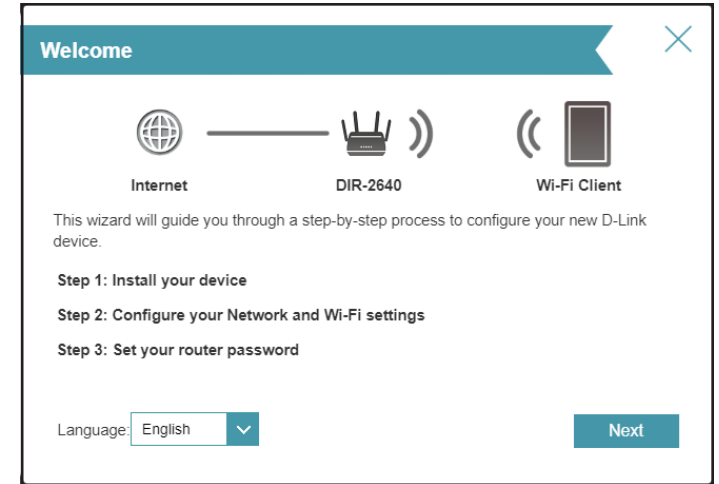 Welcome
Internet
DIR-2640
Wi-Fi Client
This wizard will guide you through a step-by-step process to configure your new D-Link
device.
Step 1: Install your device
Step 2: Configure your Network and Wi-Fi settings
Step 3: Set your router password
Language: English
Next